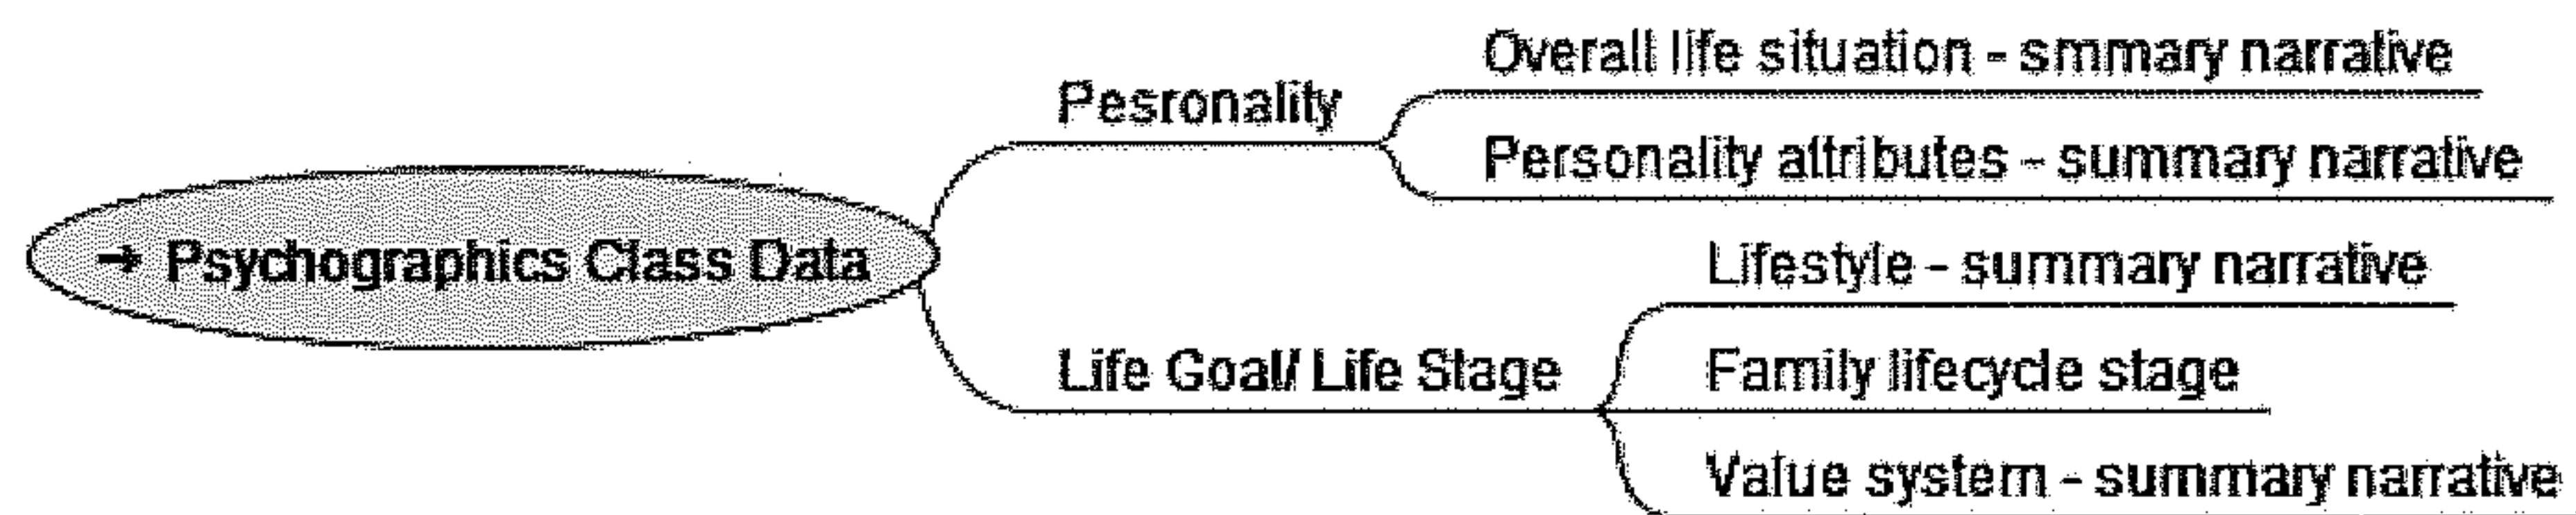 Overall life situation - smmary narrative
Pesronality
Personality attributes - summary narrative
→ Psychographics Class Data
Lifestyle - summary narrative
Life Goal/ Life Stage
Family lifecycle stage
Value system - summary narrative